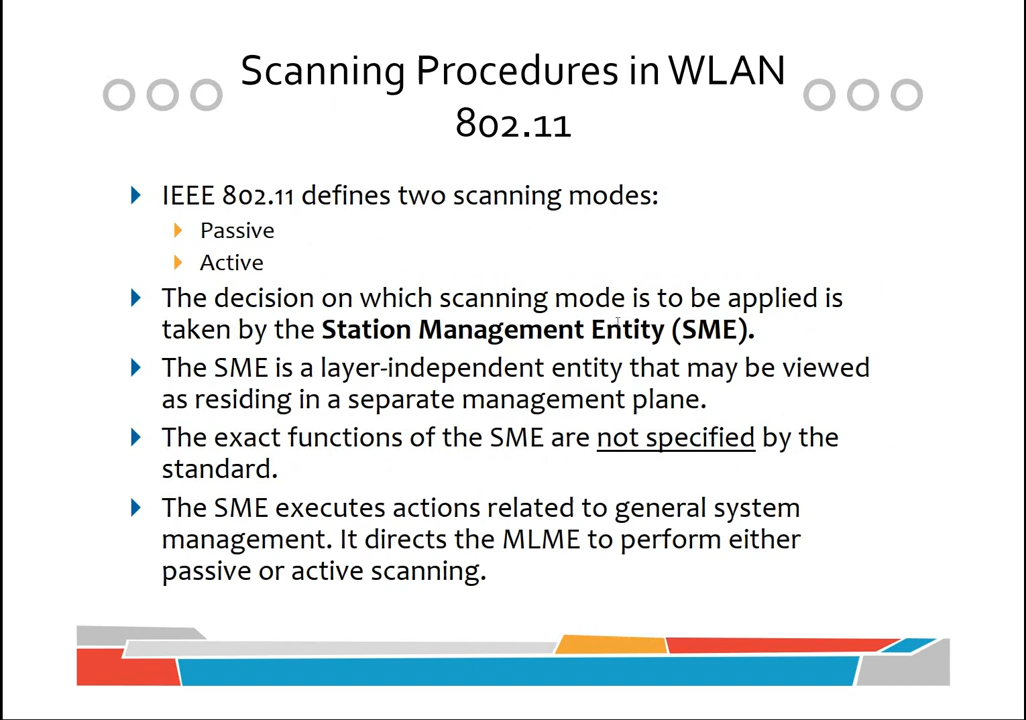 Scanning Procedures in WLAN
802.11
IEEE 802.11 defines two scanning modes:
Passive
Active
The decision on which scanning mode is to be applied is
taken by the Station Management Entity (SME).
The SME is a layer-independent entity that may be viewed
as residing in a separate management plane.
The exact functions of the SME are not specified by the
standard.
The SME executes actions related to general system
management. It directs the MLME to perform either
passive or active scanning.